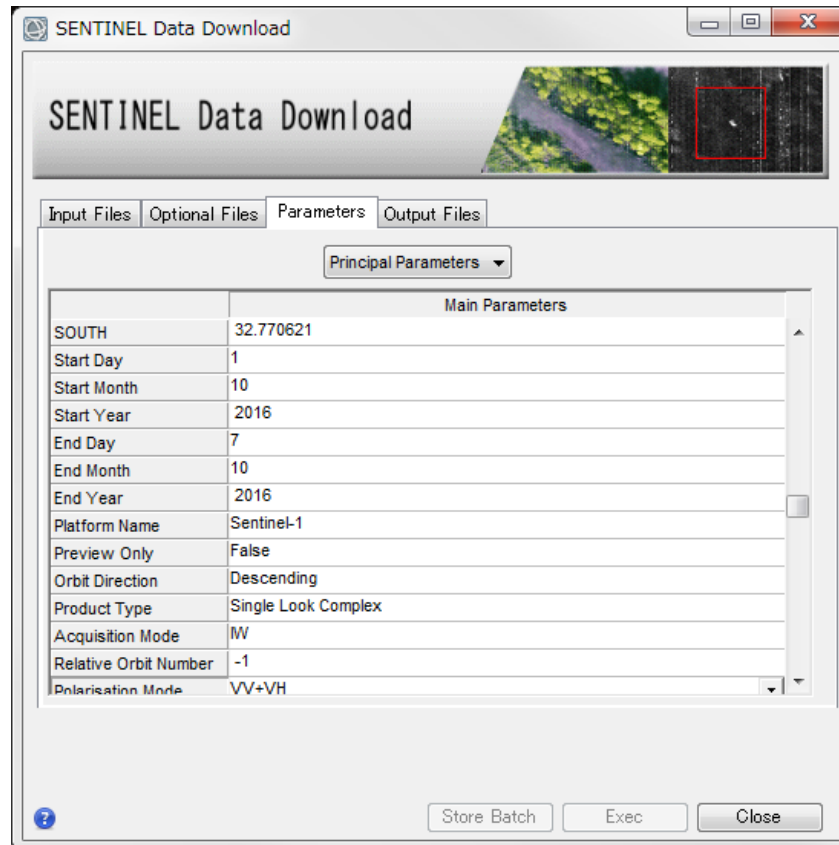 SENTINEL Data Download
SENTINEL Data Download
Input Files Optional Files Parameters Output Files
Principal Parameters
Main Parameters
SOUTH 32.770621
Start Day 1
Start Month 10
Start Year 2016
End Day 7
End Month 10
End Year 2016
Platform Name Sentinel-1
Preview Only False
Orbit Direction Descending
Product Type Single Look Complex
Acquisition Mode IW
Relative Orbit Number -1
Polarisation Mode VV+VH
Store Batch Exec Close